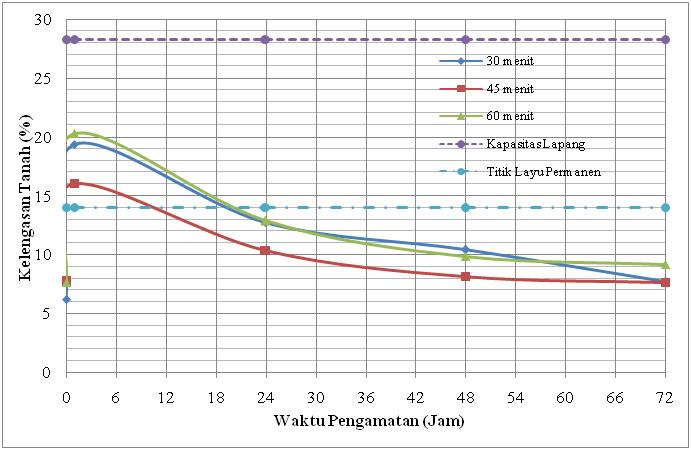 30
25
20
15
10
5
0
Kelengasan Tanah (%)
30 menit
45 menit
60 menit
Kapasitas Lapang
Titik Layu Permanen
0 6 12 18 24 30 36 42 48 54 60 66 72
Waktu Pengamatan (Jam)